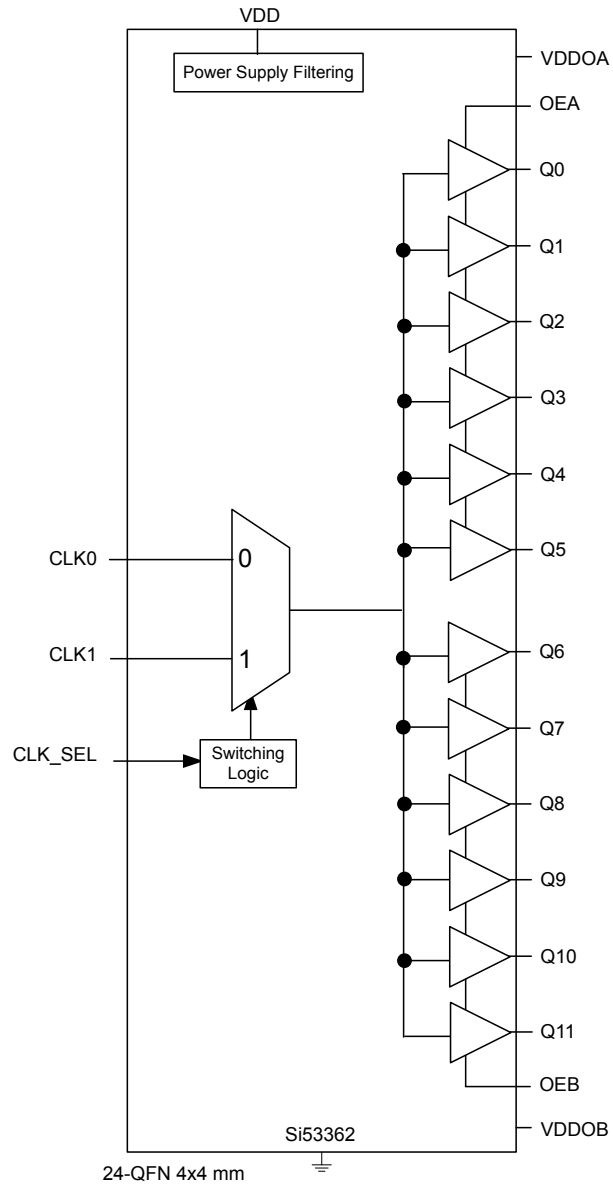 VDD
Power Supply Filtering
VDDOA
OEA
Q0
Q1
Q2
Q3
Q4
CLK0
0
Q5
CLK1
1
Q6
Q7
CLK_SEL
Switching
Logic
Q8
Q9
Q10
Q11
OEB
VDDOB
Si53362
24-QFN 4x4 mm